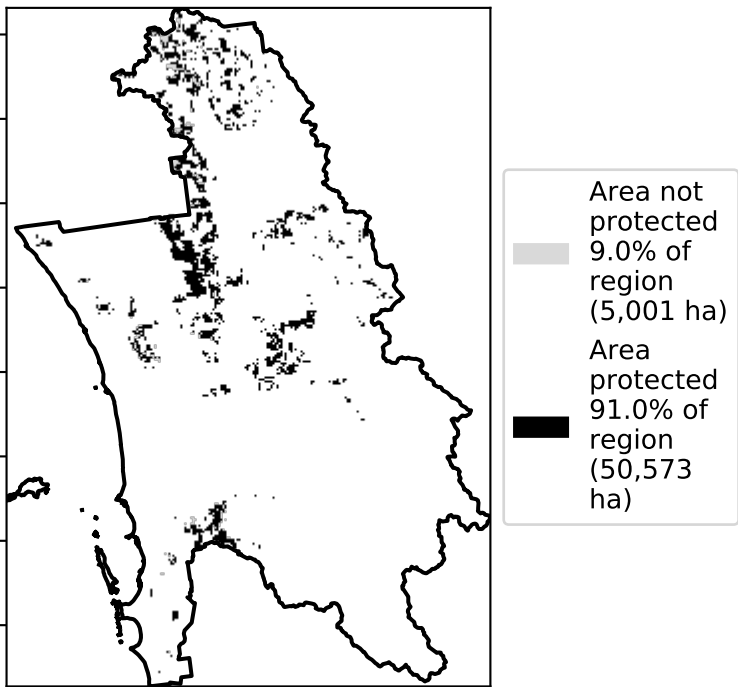 Area not
protected
9.0% of
region
(5,001 ha)
Area
protected
91.0% of
region
(50,573
ha)